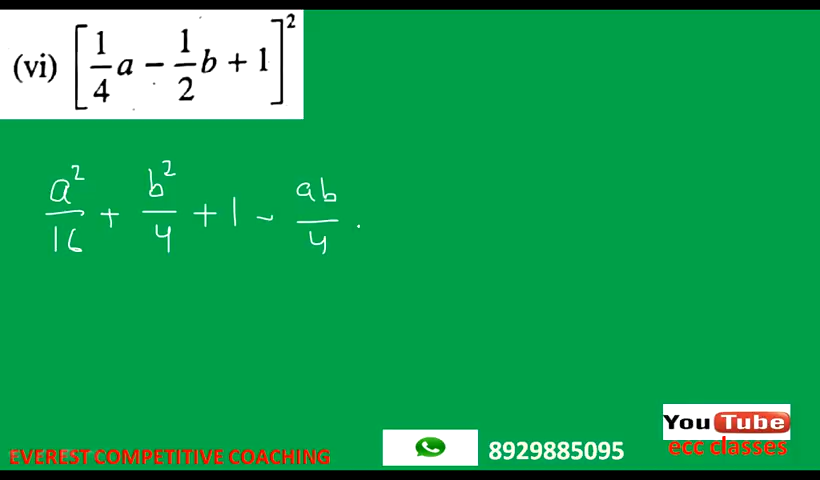 (vi) [1/4 a − 1/2 b + 1]²
a²/16 + b²/4 + 1 - ab/4
YouTube
ecc classes
EVEREST COMPETITIVE COACHING
8929885095